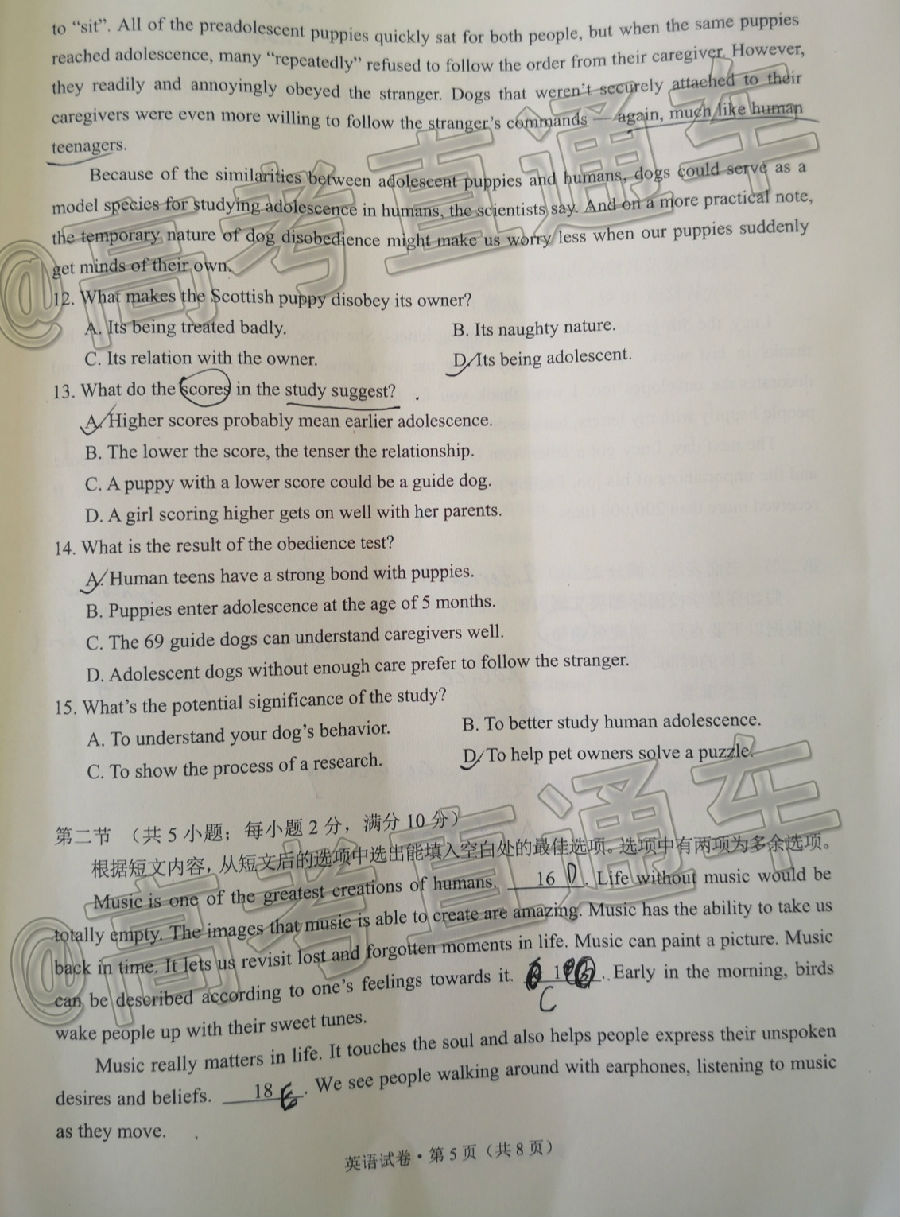 to “sit”. All of the preadolescent puppies quickly sat for both people, but when the same puppies
reached adolescence, many “repeatedly” refused to follow the order from their caregiver. However,
they readily and annoyingly obeyed the stranger. Dogs that weren’t securely attached to their
caregivers were even more willing to follow the stranger’s commands — again, much like human
teenagers.
Because of the similarities between adolescent puppies and humans, dogs could serve as a
model species for studying adolescence in humans, the scientists say. And on a more practical note,
the temporary nature of dog disobedience might make us worry less when our puppies suddenly
get minds of their own.
12. What makes the Scottish puppy disobey its owner?
A. Its being treated badly. B. Its naughty nature.
C. Its relation with the owner. D. Its being adolescent.
13. What do the scores in the study suggest?
A. Higher scores probably mean earlier adolescence.
B. The lower the score, the tenser the relationship.
C. A puppy with a lower score could be a guide dog.
D. A girl scoring higher gets on well with her parents.
14. What is the result of the obedience test?
A. Human teens have a strong bond with puppies.
B. Puppies enter adolescence at the age of 5 months.
C. The 69 guide dogs can understand caregivers well.
D. Adolescent dogs without enough care prefer to follow the stranger.
15. What’s the potential significance of the study?
A. To understand your dog’s behavior. B. To better study human adolescence.
C. To show the process of a research. D. To help pet owners solve a puzzle.
第二节 （共 5 小题；每小题 2 分，满分 10 分）
根据短文内容，从短文后的选项中选出能填入空白处的最佳选项。选项中有两项为多余选项。
Music is one of the greatest creations of humans. 16 D . Life without music would be
totally empty. The images that music is able to create are amazing. Music has the ability to take us
back in time. It lets us revisit lost and forgotten moments in life. Music can paint a picture. Music
can be described according to one’s feelings towards it. C . Early in the morning, birds
wake people up with their sweet tunes.
Music really matters in life. It touches the soul and also helps people express their unspoken
desires and beliefs. 18 . We see people walking around with earphones, listening to music
as they move.
英语试卷·第 5 页（共 8 页）
@高考直通车
@高考直通车